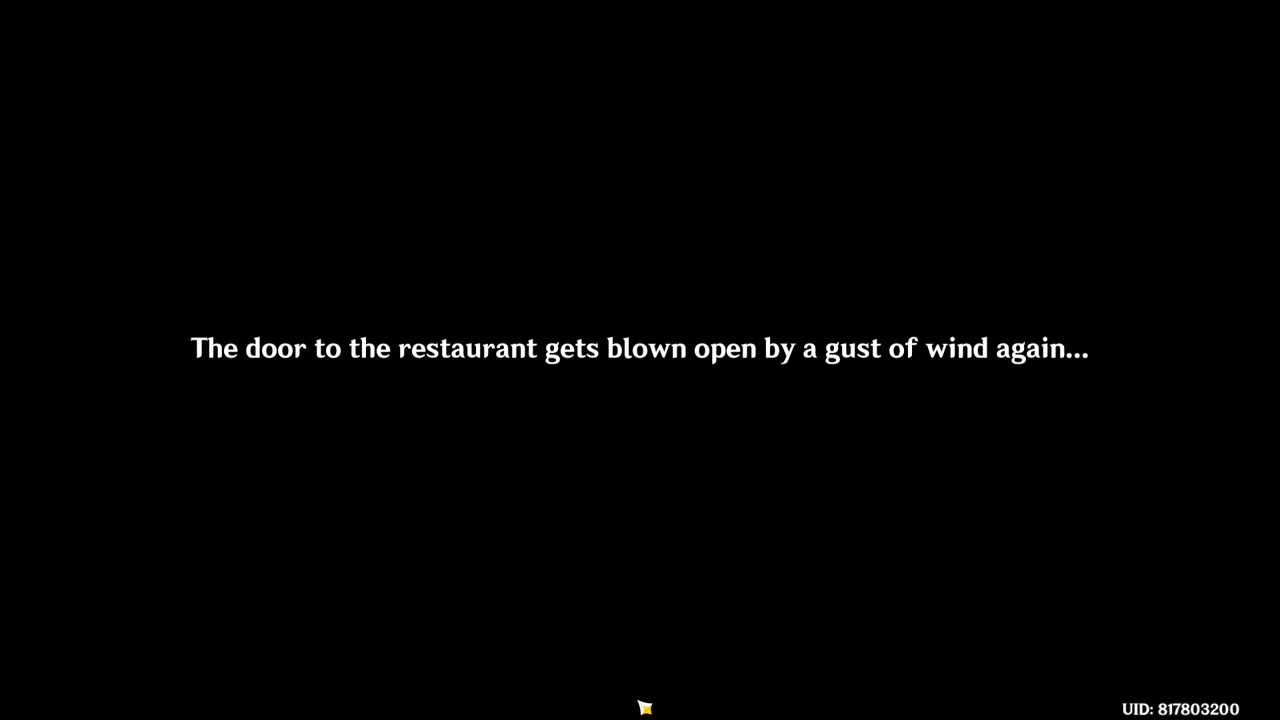 The door to the restaurant gets blown open by a gust of wind again...
UID: 817803200